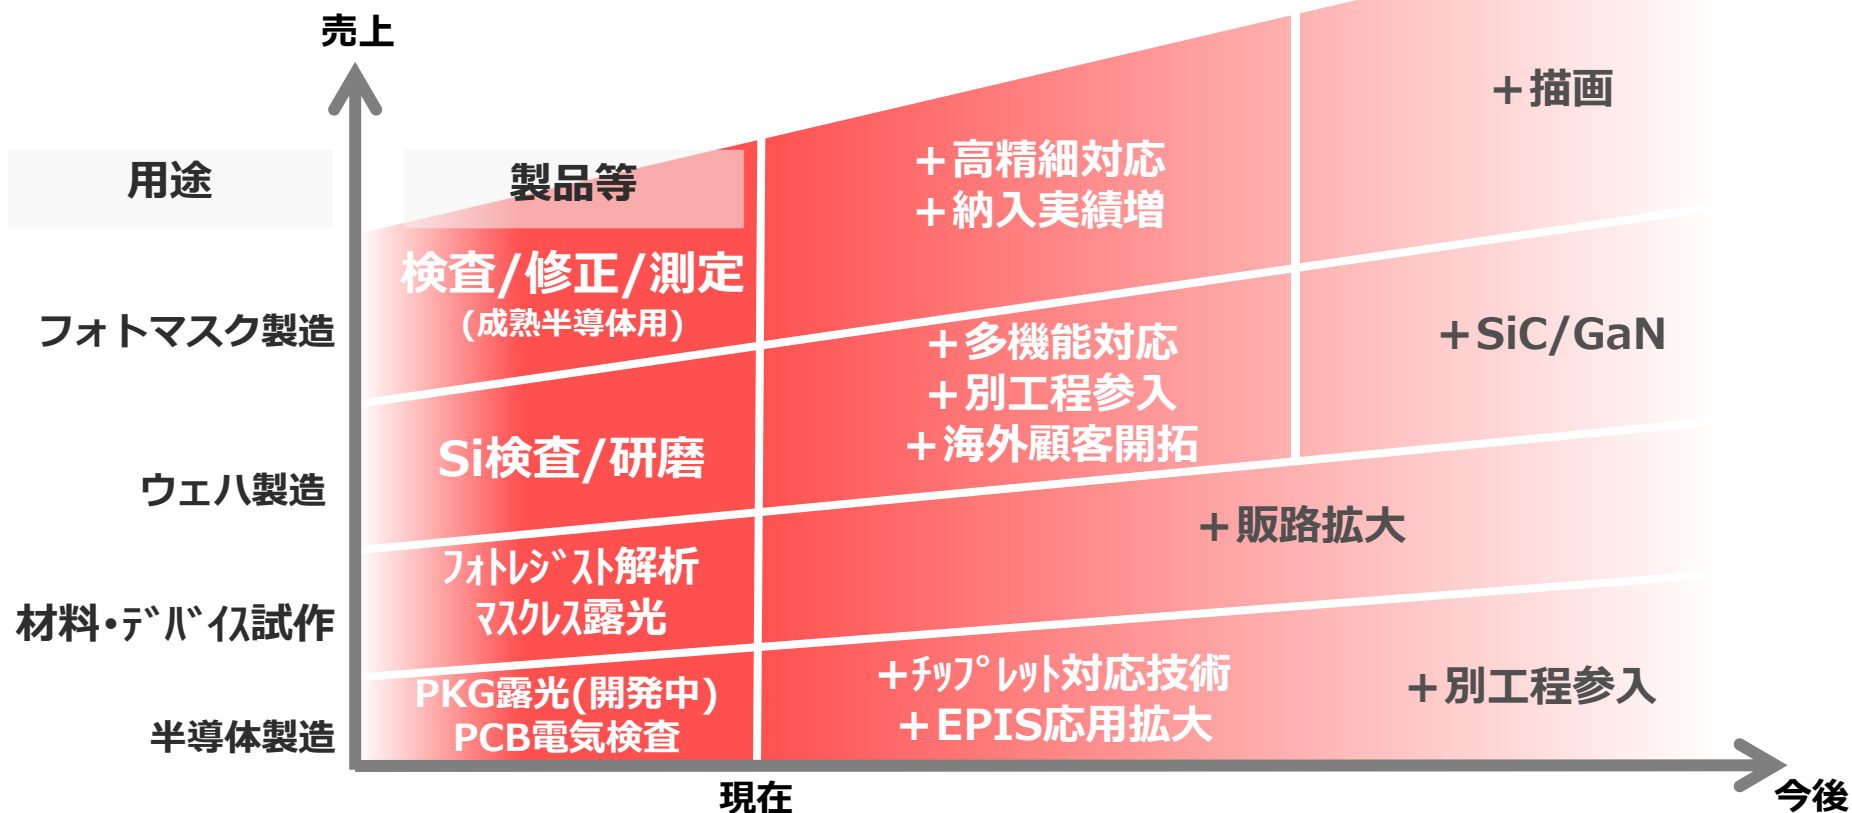 売上
用途
製品等
フォトマスク製造
検査/修正/測定
(成熟半導体用)
＋高精細対応
＋納入実績増
＋描画
ウェハ製造
Si検査/研磨
＋多機能対応
＋別工程参入
＋海外顧客開拓
＋SiC/GaN
材料・ﾃﾞﾊﾞｲｽ試作
ﾌｫﾄﾚｼﾞｽﾄ解析
ﾏｽｸﾚｽ露光
＋販路拡大
半導体製造
PKG露光(開発中)
PCB電気検査
＋ﾁｯﾌﾟﾚｯﾄ対応技術
＋EPIS応用拡大
＋別工程参入
現在
今後